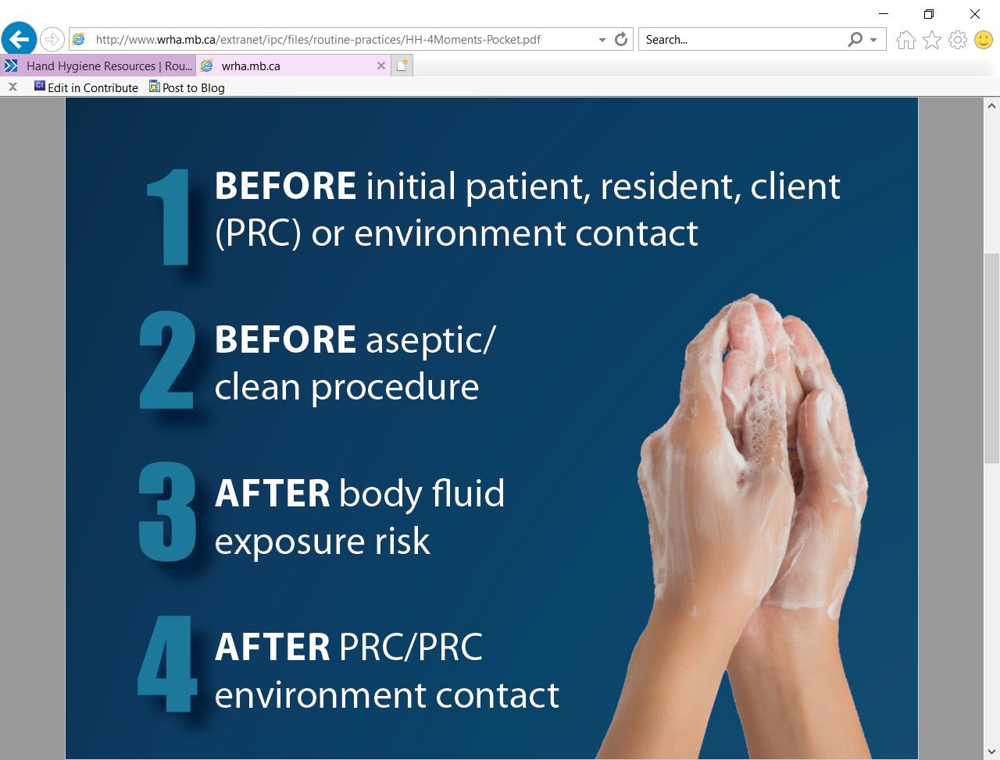 http://www.wrha.mb.ca/extranet/ipc/files/routine-practices/HH-4Moments-Pocket.pdf
Search...
Hand Hygiene Resources | Rou...
wrha.mb.ca
x
Ct Edit in Contribute
Post to Blog
1 BEFORE initial patient, resident, client
(PRC) or environment contact
2 BEFORE aseptic/
clean procedure
3 AFTER body fluid
exposure risk
4 AFTER PRC/PRC
environment contact